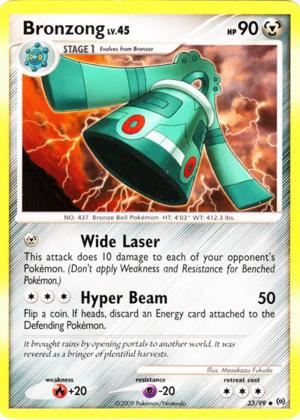 Bronzong LV.45 HP 90
STAGE 1 Evolves from Bronzor
NO. 437 Bronze Bell Pokémon HT: 4'03" WT: 412.3 lbs.
Wide Laser
This attack does 10 damage to each of your opponent's
Pokémon. (Don't apply Weakness and Resistance for Benched
Pokémon.)
Hyper Beam 50
Flip a coin. If heads, discard an Energy card attached to the
Defending Pokémon.
It brought rains by opening portals to another world. It was
revered as a bringer of plentiful harvests.
Illus. Masakazu Fukuda
weakness resistance retreat cost
+20 -20
©2009 Pokémon/Nintendo 33/99